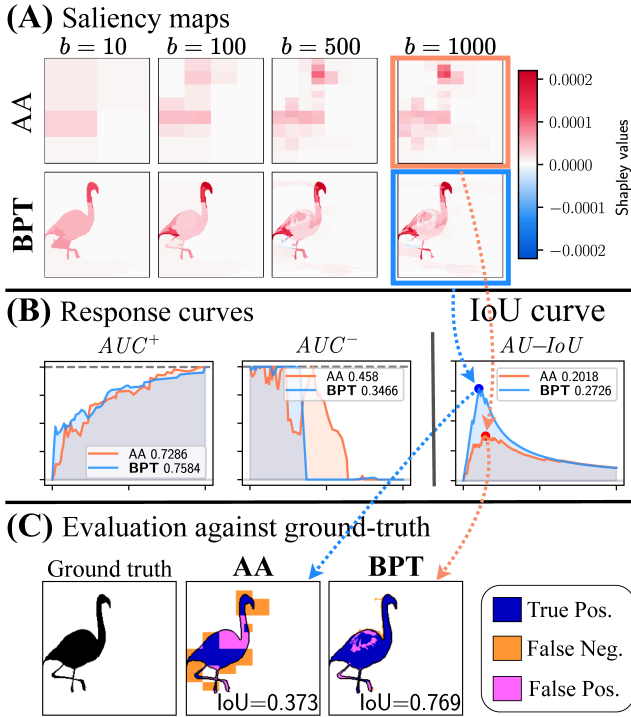 (A) Saliency maps
b = 10 b = 100 b = 500 b = 1000
AA
BPT
0.0002
0.0001
0.0000
−0.0001
−0.0002
Shapley values
(B) Response curves IoU curve
AUC⁺ AUC⁻ AU–IoU
AA 0.7286
BPT 0.7584
AA 0.458
BPT 0.3466
AA 0.2018
BPT 0.2726
(C) Evaluation against ground-truth
Ground truth AA BPT
IoU=0.373 IoU=0.769
True Pos.
False Neg.
False Pos.